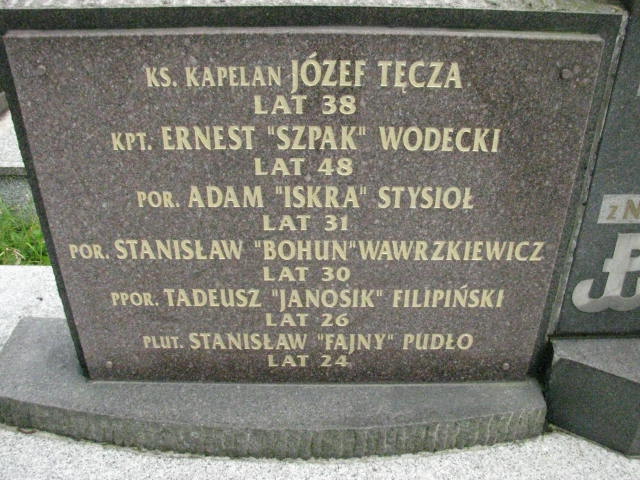 KS. KAPELAN JÓZEF TĘCZA
LAT 38
KPT. ERNEST "SZPAK" WODECKI
LAT 48
POR. ADAM "ISKRA" STYSIOŁ
LAT 31
POR. STANISŁAW "BOHUN" WAWRZKIEWICZ
LAT 30
PPOR. TADEUSZ "JANOSIK" FILIPIŃSKI
LAT 26
PLUT. STANISŁAW "FAJNY" PUDŁO
LAT 24